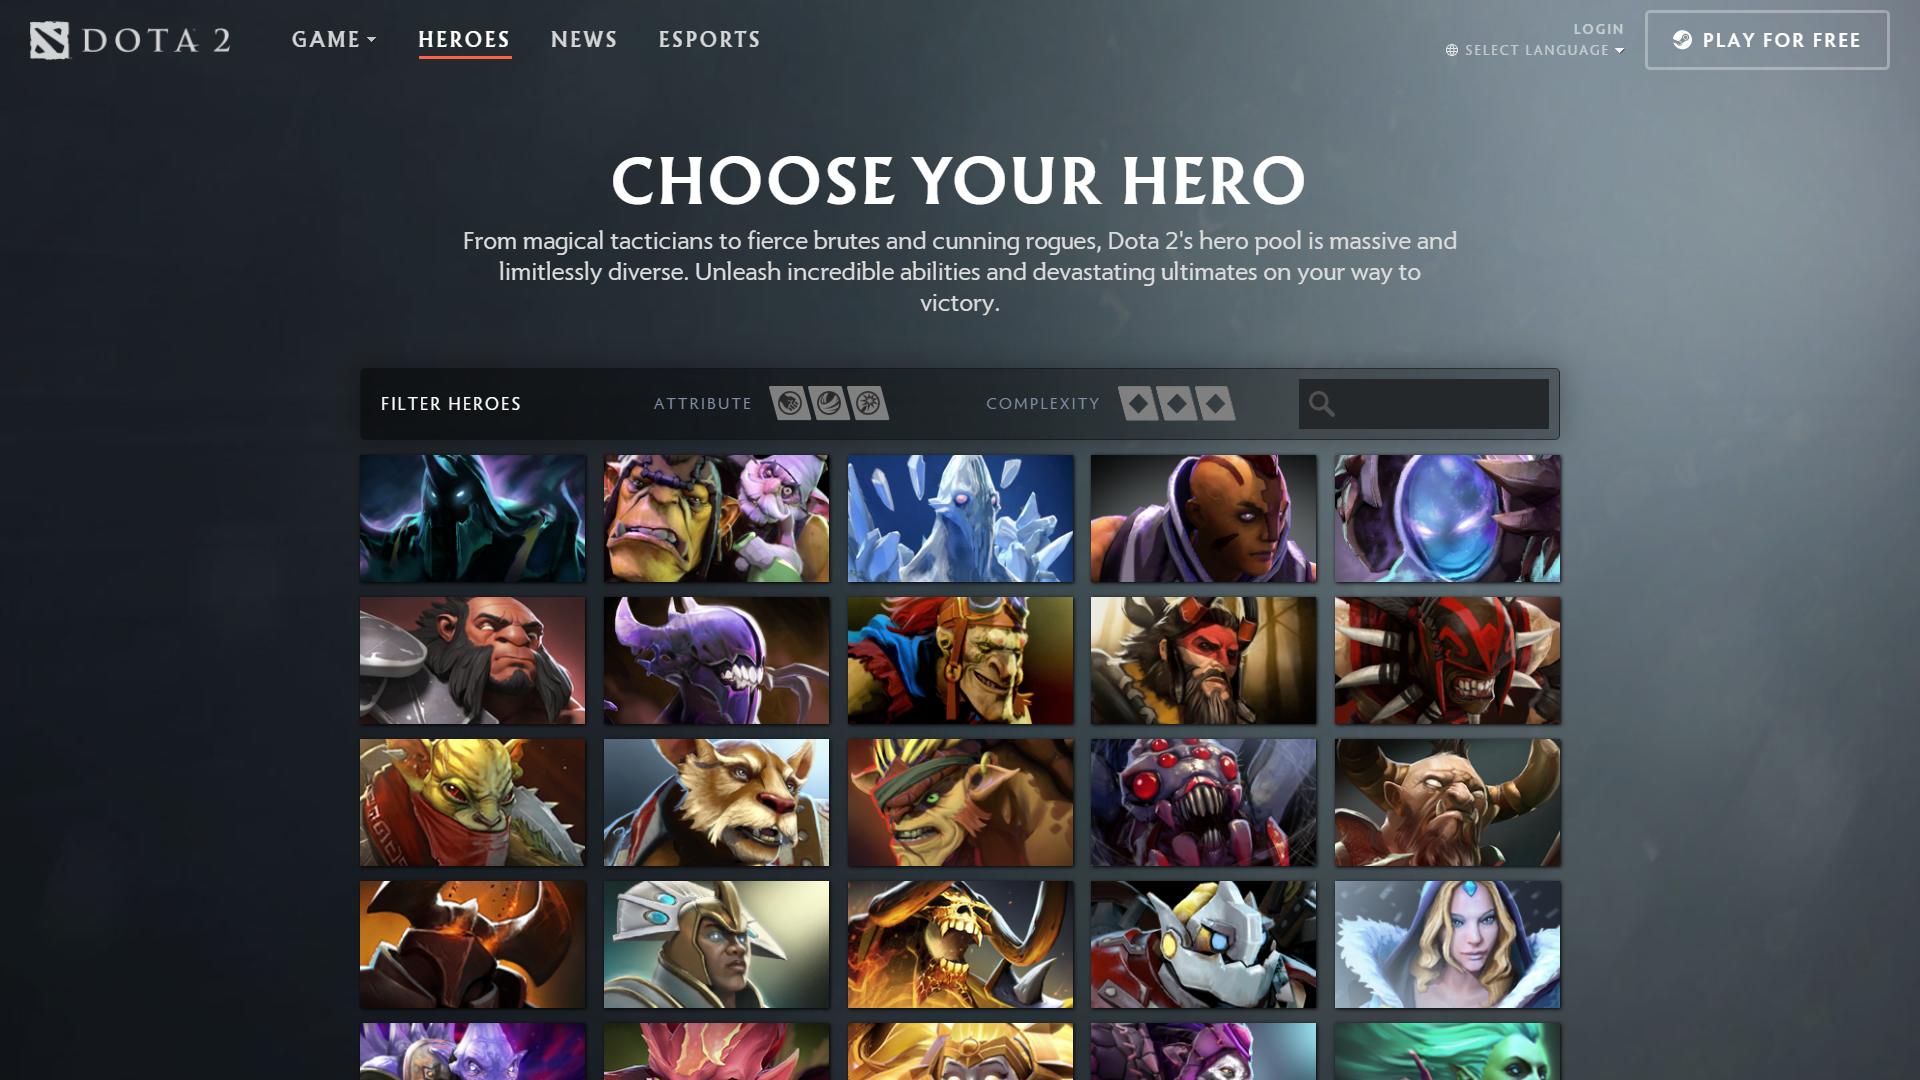 DOTA 2
GAME
HEROES
NEWS
ESPORTS
LOGIN
SELECT LANGUAGE
PLAY FOR FREE
CHOOSE YOUR HERO
From magical tacticians to fierce brutes and cunning rogues, Dota 2's hero pool is massive and
limitlessly diverse. Unleash incredible abilities and devastating ultimates on your way to
victory.
FILTER HEROES
ATTRIBUTE
COMPLEXITY